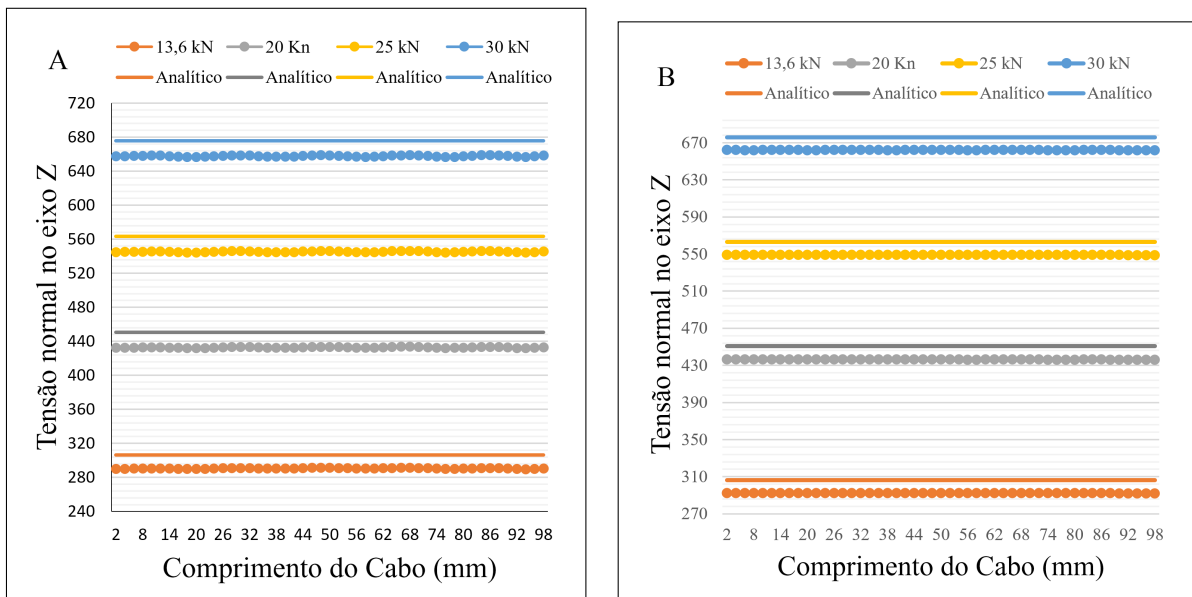 A
13,6 kN 20 Kn 25 kN 30 kN
Analítico Analítico Analítico Analítico
Tensão normal no eixo Z
720
680
640
600
560
520
480
440
400
360
320
280
240
2 8 14 20 26 32 38 44 50 56 62 68 74 80 86 92 98
Comprimento do Cabo (mm)
B
13,6 kN 20 Kn 25 kN 30 kN
Analítico Analítico Analítico Analítico
Tensão normal no eixo Z
670
630
590
550
510
470
430
390
350
310
270
2 8 14 20 26 32 38 44 50 56 62 68 74 80 86 92 98
Comprimento do Cabo (mm)